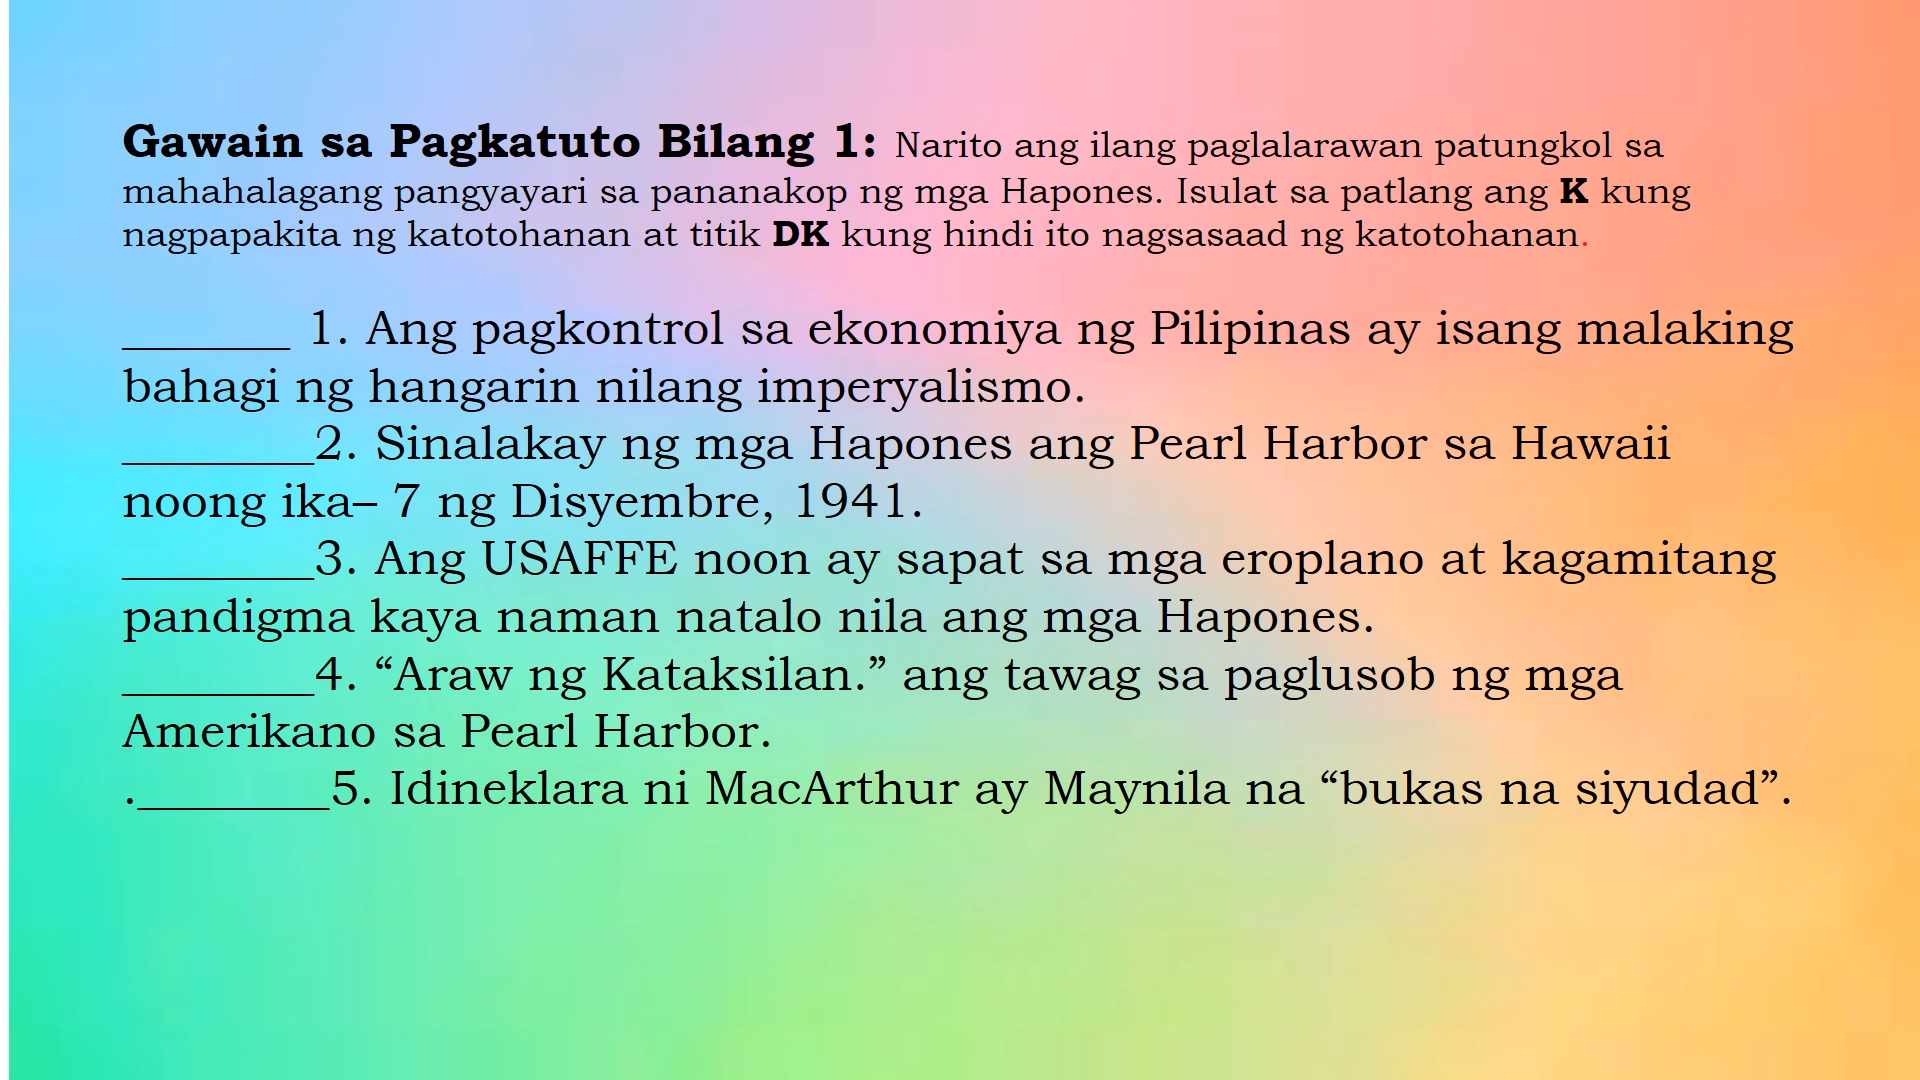 Gawain sa Pagkatuto Bilang 1: Narito ang ilang paglalarawan patungkol sa
mahahalagang pangyayari sa pananakop ng mga Hapones. Isulat sa patlang ang K kung
nagpapakita ng katotohanan at titik DK kung hindi ito nagsasaad ng katotohanan.
_______ 1. Ang pagkontrol sa ekonomiya ng Pilipinas ay isang malaking
bahagi ng hangarin nilang imperyalismo.
________2. Sinalakay ng mga Hapones ang Pearl Harbor sa Hawaii
noong ika– 7 ng Disyembre, 1941.
________3. Ang USAFFE noon ay sapat sa mga eroplano at kagamitang
pandigma kaya naman natalo nila ang mga Hapones.
________4. “Araw ng Kataksilan.” ang tawag sa paglusob ng mga
Amerikano sa Pearl Harbor.
.________5. Idineklara ni MacArthur ay Maynila na “bukas na siyudad”.